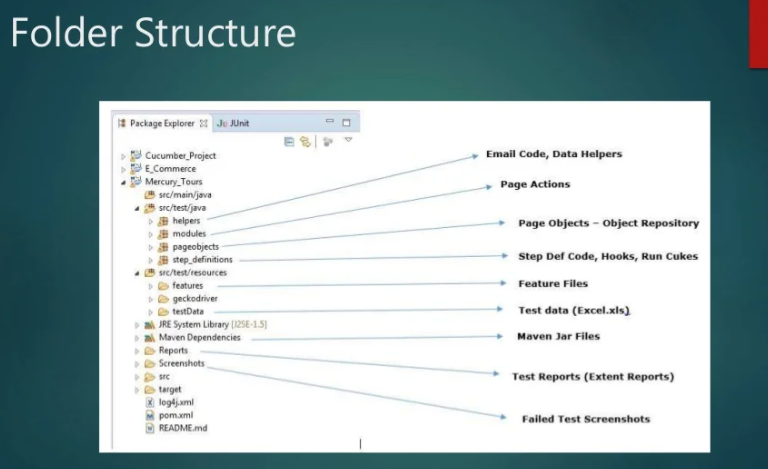 Folder Structure
Package Explorer
JUnit
Cucumber_Project
E_Commerce
Mercury_Tours
src/main/java
src/test/java
helpers
modules
pageobjects
step_definitions
src/test/resources
features
geckodriver
testData
JRE System Library [J2SE-1.5]
Maven Dependencies
Reports
Screenshots
src
target
log4j.xml
pom.xml
README.md
Email Code, Data Helpers
Page Actions
Page Objects – Object Repository
Step Def Code, Hooks, Run Cukes
Feature Files
Test data (Excel.xls)
Maven Jar Files
Test Reports (Extent Reports)
Failed Test Screenshots